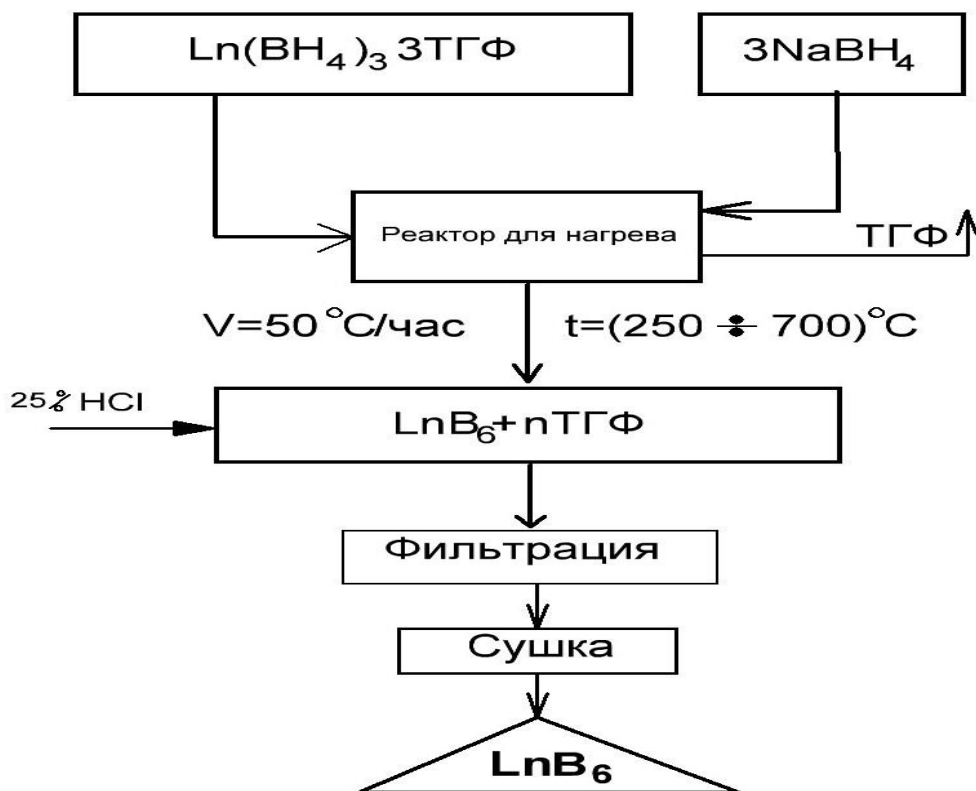 Ln(BH₄)₃ 3ТГФ
3NaBH₄
Реактор для нагрева
ТГФ
V=50 °C/час
t=(250 ÷ 700)°C
25% HCl
LnB₆+nТГФ
Фильтрация
Сушка
LnB₆